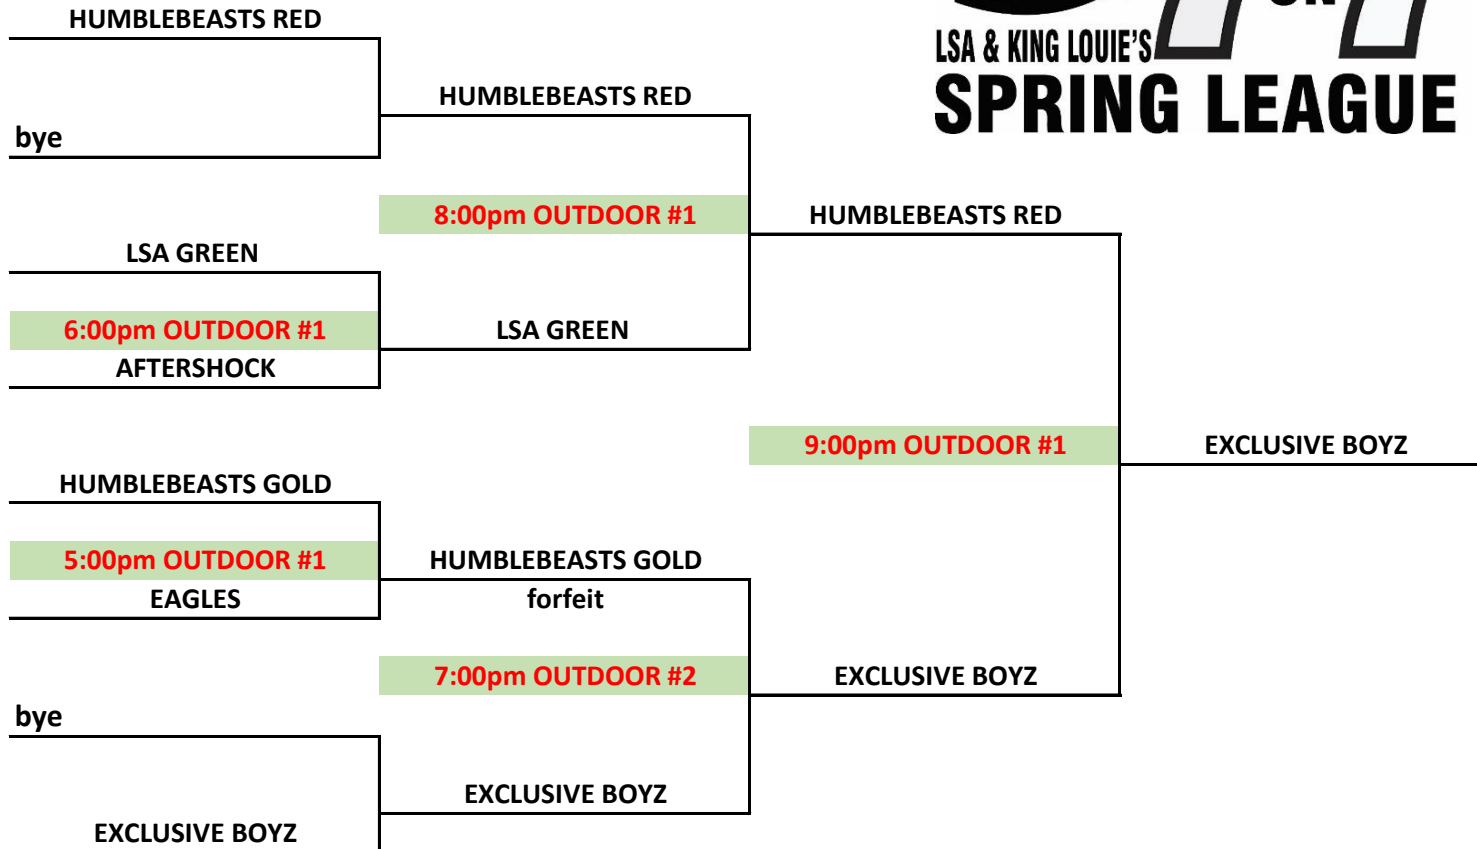 HUMBLEBEASTS RED
ON
LSA & KING LOUIE'S
SPRING LEAGUE
HUMBLEBEASTS RED
bye
8:00pm OUTDOOR #1
HUMBLEBEASTS RED
LSA GREEN
6:00pm OUTDOOR #1
LSA GREEN
AFTERSHOCK
9:00pm OUTDOOR #1
EXCLUSIVE BOYZ
HUMBLEBEASTS GOLD
5:00pm OUTDOOR #1
HUMBLEBEASTS GOLD
EAGLES
forfeit
7:00pm OUTDOOR #2
EXCLUSIVE BOYZ
bye
EXCLUSIVE BOYZ
EXCLUSIVE BOYZ